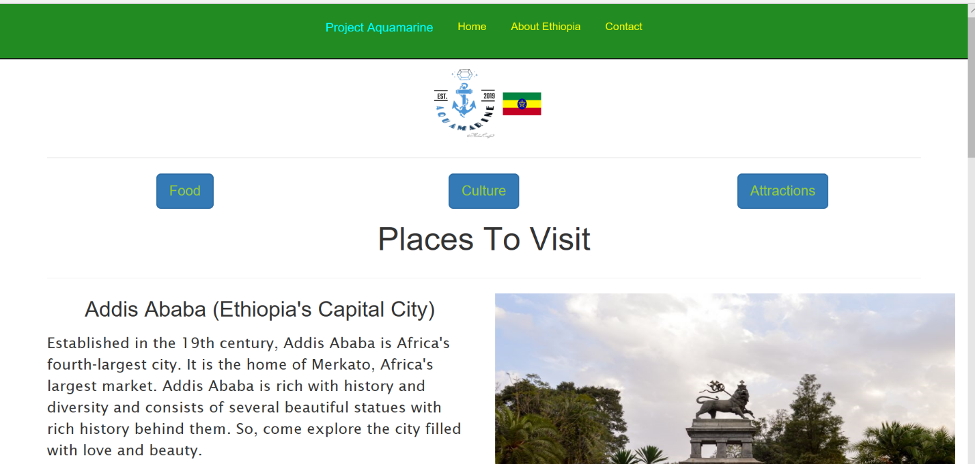 Project Aquamarine Home About Ethiopia Contact
EST. 2019
AQUAMARINE
Food Culture Attractions
Places To Visit
Addis Ababa (Ethiopia's Capital City)
Established in the 19th century, Addis Ababa is Africa's
fourth-largest city. It is the home of Merkato, Africa's
largest market. Addis Ababa is rich with history and
diversity and consists of several beautiful statues with
rich history behind them. So, come explore the city filled
with love and beauty.